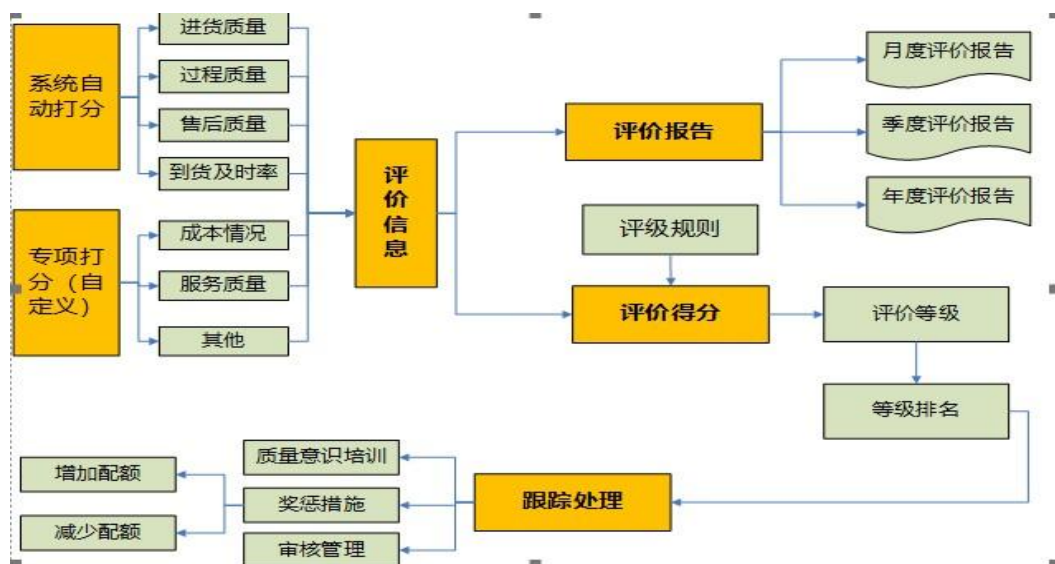 系统自
动打分
进货质量
过程质量
售后质量
到货及时率
专项打
分（自
定义）
成本情况
服务质量
其他
评
价
信
息
评价报告
月度评价报告
季度评价报告
年度评价报告
评级规则
评价得分
评价等级
等级排名
跟踪处理
质量意识培训
奖惩措施
审核管理
增加配额
减少配额